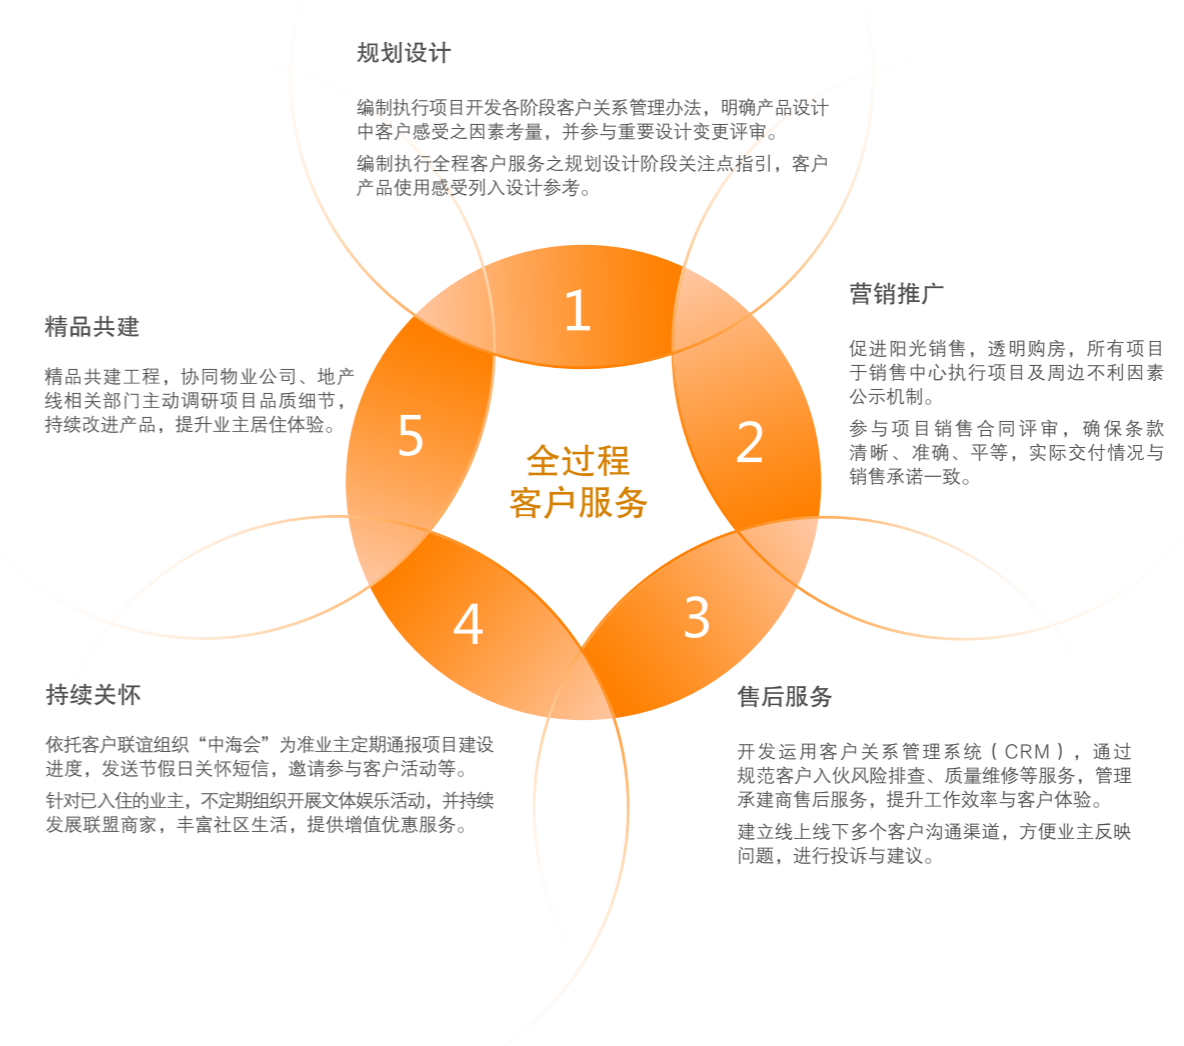 规划设计
编制执行项目开发各阶段客户关系管理办法，明确产品设计
中客户感受之因素考量，并参与重要设计变更评审。
编制执行全程客户服务之规划设计阶段关注点指引，客户
产品使用感受列入设计参考。
1
营销推广
促进阳光销售，透明购房，所有项目
于销售中心执行项目及周边不利因素
公示机制。
参与项目销售合同评审，确保条款
清晰、准确、平等，实际交付情况与
销售承诺一致。
2
精品共建
精品共建工程，协同物业公司、地产
线相关部门主动调研项目品质细节，
持续改进产品，提升业主居住体验。
5
全过程
客户服务
4
3
持续关怀
依托客户联谊组织“中海会”为准业主定期通报项目建设
进度，发送节假日关怀短信，邀请参与客户活动等。
针对已入住的业主，不定期组织开展文体娱乐活动，并持续
发展联盟商家，丰富社区生活，提供增值优惠服务。
售后服务
开发运用客户关系管理系统（CRM），通过
规范客户入伙风险排查、质量维修等服务，管理
承建商售后服务，提升工作效率与客户体验。
建立线上线下多个客户沟通渠道，方便业主反映
问题，进行投诉与建议。